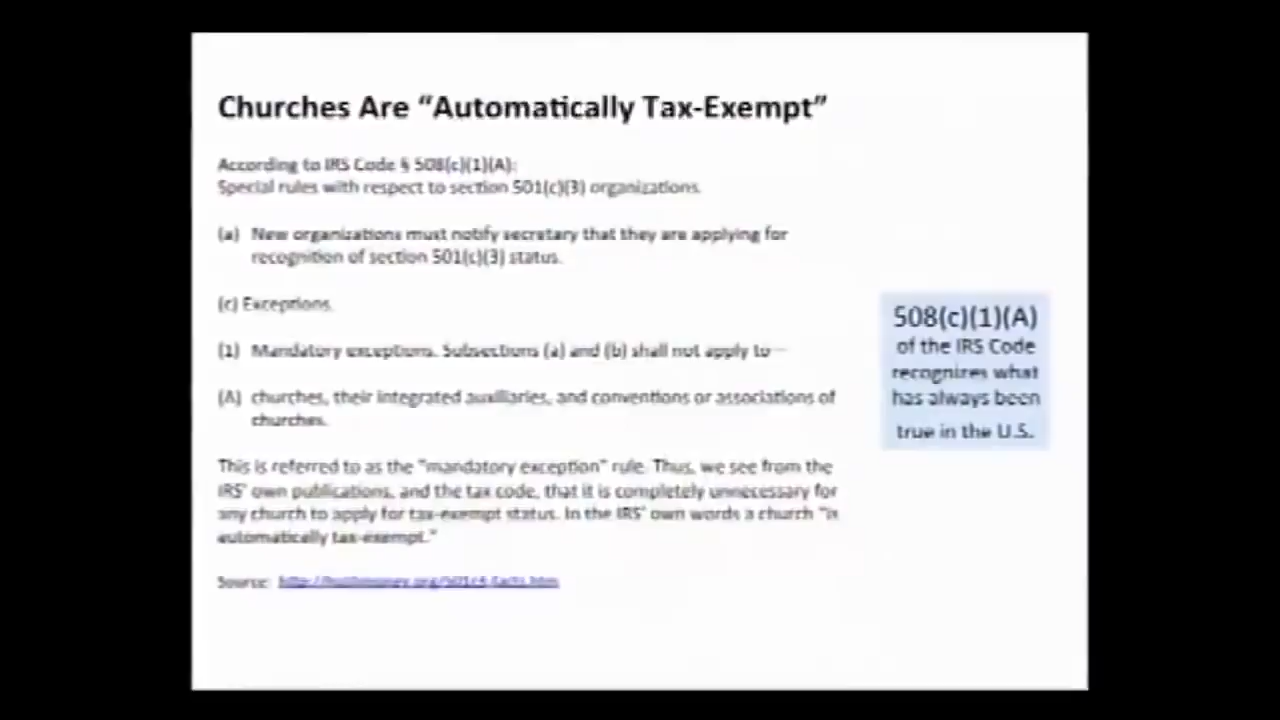 Churches Are “Automatically Tax-Exempt”
According to IRS Code § 508(c)(1)(A):
Special rules with respect to section 501(c)(3) organizations.
(a) New organizations must notify secretary that they are applying for
recognition of section 501(c)(3) status.
(c) Exceptions.
(1) Mandatory exceptions. Subsections (a) and (b) shall not apply to—
(A) churches, their integrated auxiliaries, and conventions or associations of
churches.
This is referred to as the "mandatory exception" rule. Thus, we see from the
IRS' own publications, and the tax code, that it is completely unnecessary for
any church to apply for tax-exempt status. In the IRS' own words a church "is
automatically tax-exempt."
Source:
508(c)(1)(A)
of the IRS Code
recognizes what
has always been
true in the U.S.